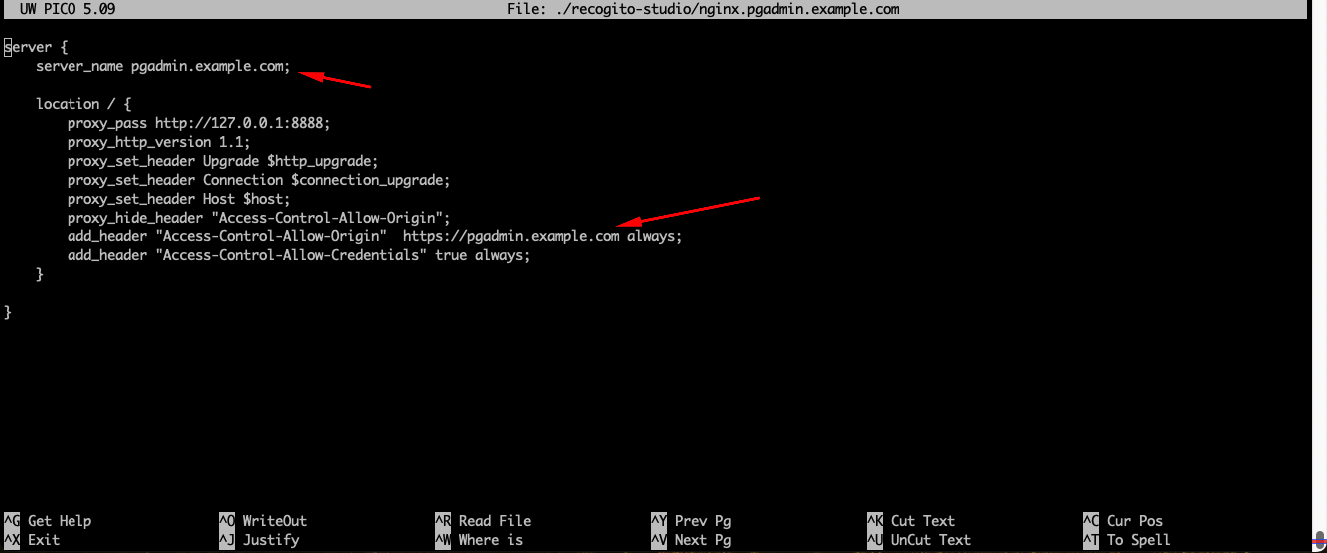 UW PICO 5.09 File: ./recogito-studio/nginx.pgadmin.example.com
server {
    server_name pgadmin.example.com;
    location / {
        proxy_pass http://127.0.0.1:8888;
        proxy_http_version 1.1;
        proxy_set_header Upgrade $http_upgrade;
        proxy_set_header Connection $connection_upgrade;
        proxy_set_header Host $host;
        proxy_hide_header "Access-Control-Allow-Origin";
        add_header "Access-Control-Allow-Origin"  https://pgadmin.example.com always;
        add_header "Access-Control-Allow-Credentials" true always;
    }
}
^G Get Help ^O WriteOut ^R Read File ^Y Prev Pg ^K Cut Text ^C Cur Pos
^X Exit ^J Justify ^W Where is ^V Next Pg ^U UnCut Text ^T To Spell